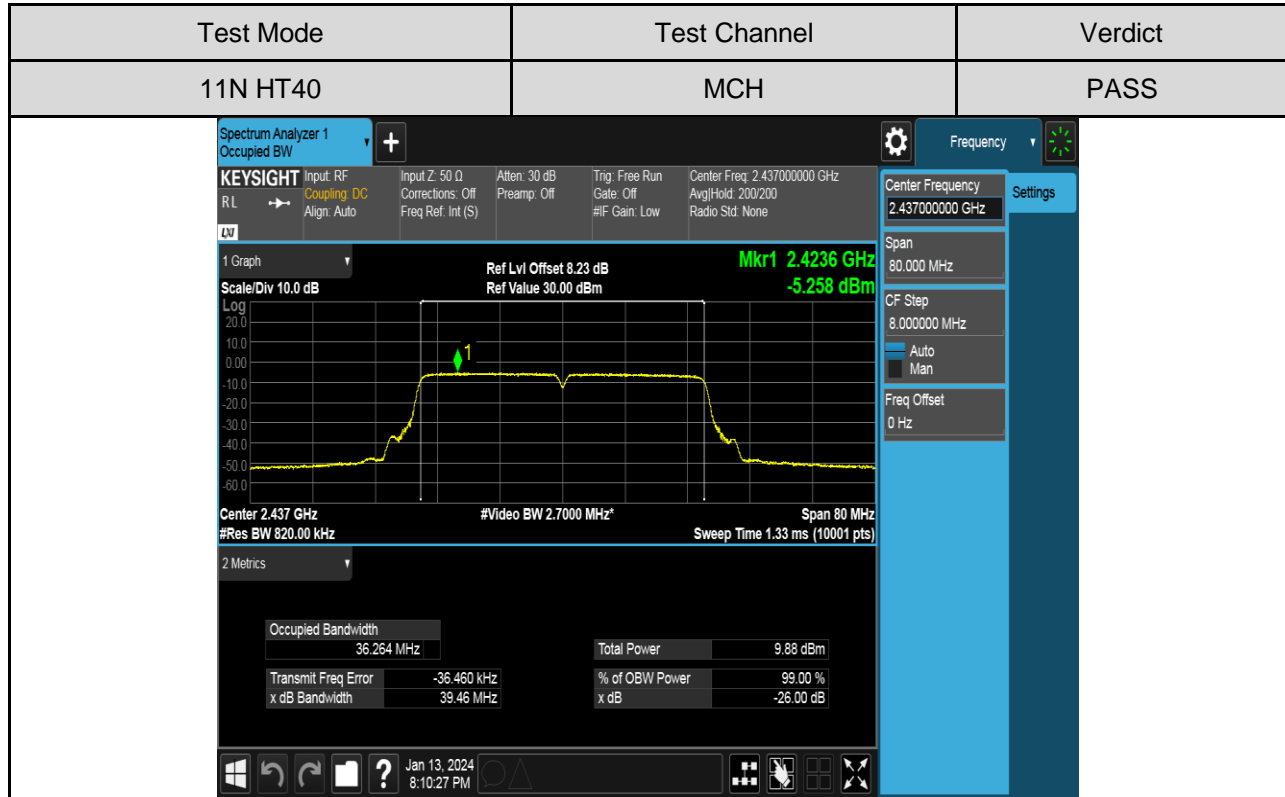 Test Mode Test Channel Verdict
11N HT40 MCH PASS
Spectrum Analyzer 1
Occupied BW
+
Frequency
KEYSIGHT
RL
LXI
Input: RF
Coupling: DC
Align: Auto
Input Z: 50 Ω
Corrections: Off
Freq Ref: Int (S)
Atten: 30 dB
Preamp: Off
Trig: Free Run
Gate: Off
#IF Gain: Low
Center Freq: 2.437000000 GHz
Avg|Hold: 200/200
Radio Std: None
Center Frequency
2.437000000 GHz
Settings
Span
80.000 MHz
CF Step
8.000000 MHz
Auto
Man
Freq Offset
0 Hz
1 Graph
Scale/Div 10.0 dB
Ref Lvl Offset 8.23 dB
Ref Value 30.00 dBm
Mkr1 2.4236 GHz
-5.258 dBm
Log
20.0
10.0
0.00
-10.0
-20.0
-30.0
-40.0
-50.0
-60.0
1
Center 2.437 GHz
#Res BW 820.00 kHz
#Video BW 2.7000 MHz*
Span 80 MHz
Sweep Time 1.33 ms (10001 pts)
2 Metrics
Occupied Bandwidth
36.264 MHz
Total Power 9.88 dBm
Transmit Freq Error -36.460 kHz
% of OBW Power 99.00 %
x dB Bandwidth 39.46 MHz
x dB -26.00 dB
?
Jan 13, 2024
8:10:27 PM